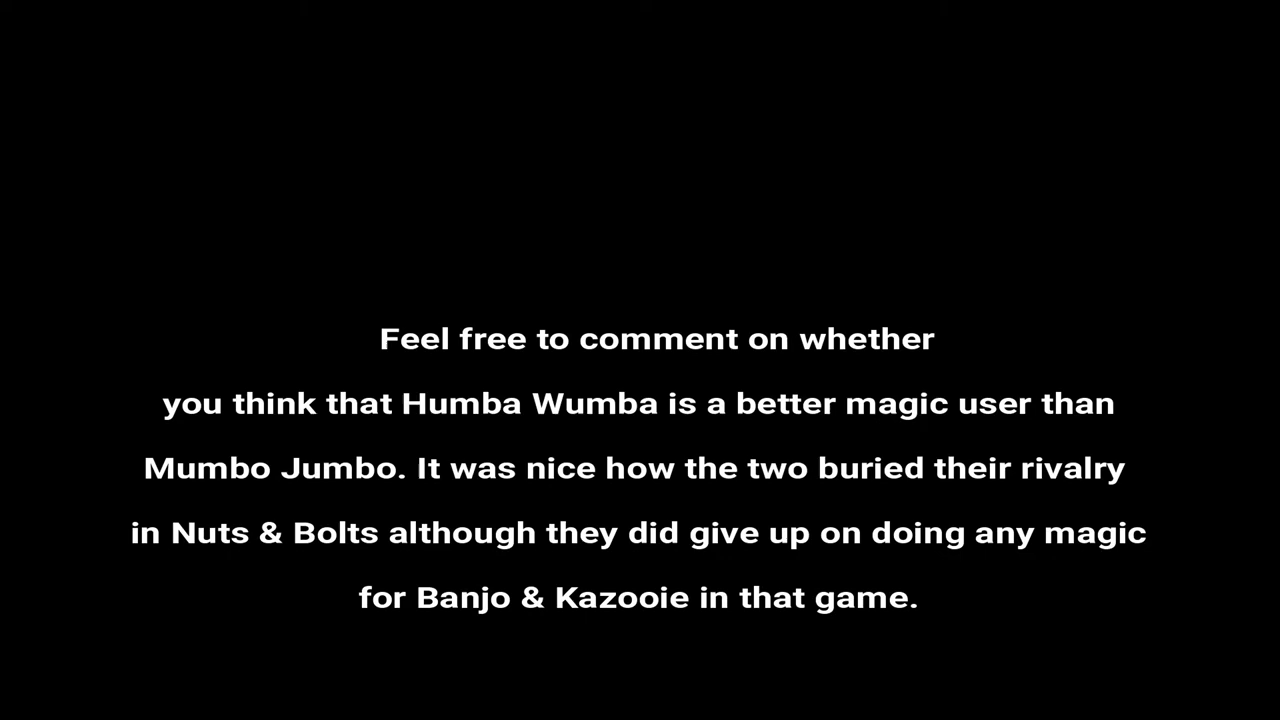 Feel free to comment on whether
you think that Humba Wumba is a better magic user than
Mumbo Jumbo. It was nice how the two buried their rivalry
in Nuts & Bolts although they did give up on doing any magic
for Banjo & Kazooie in that game.